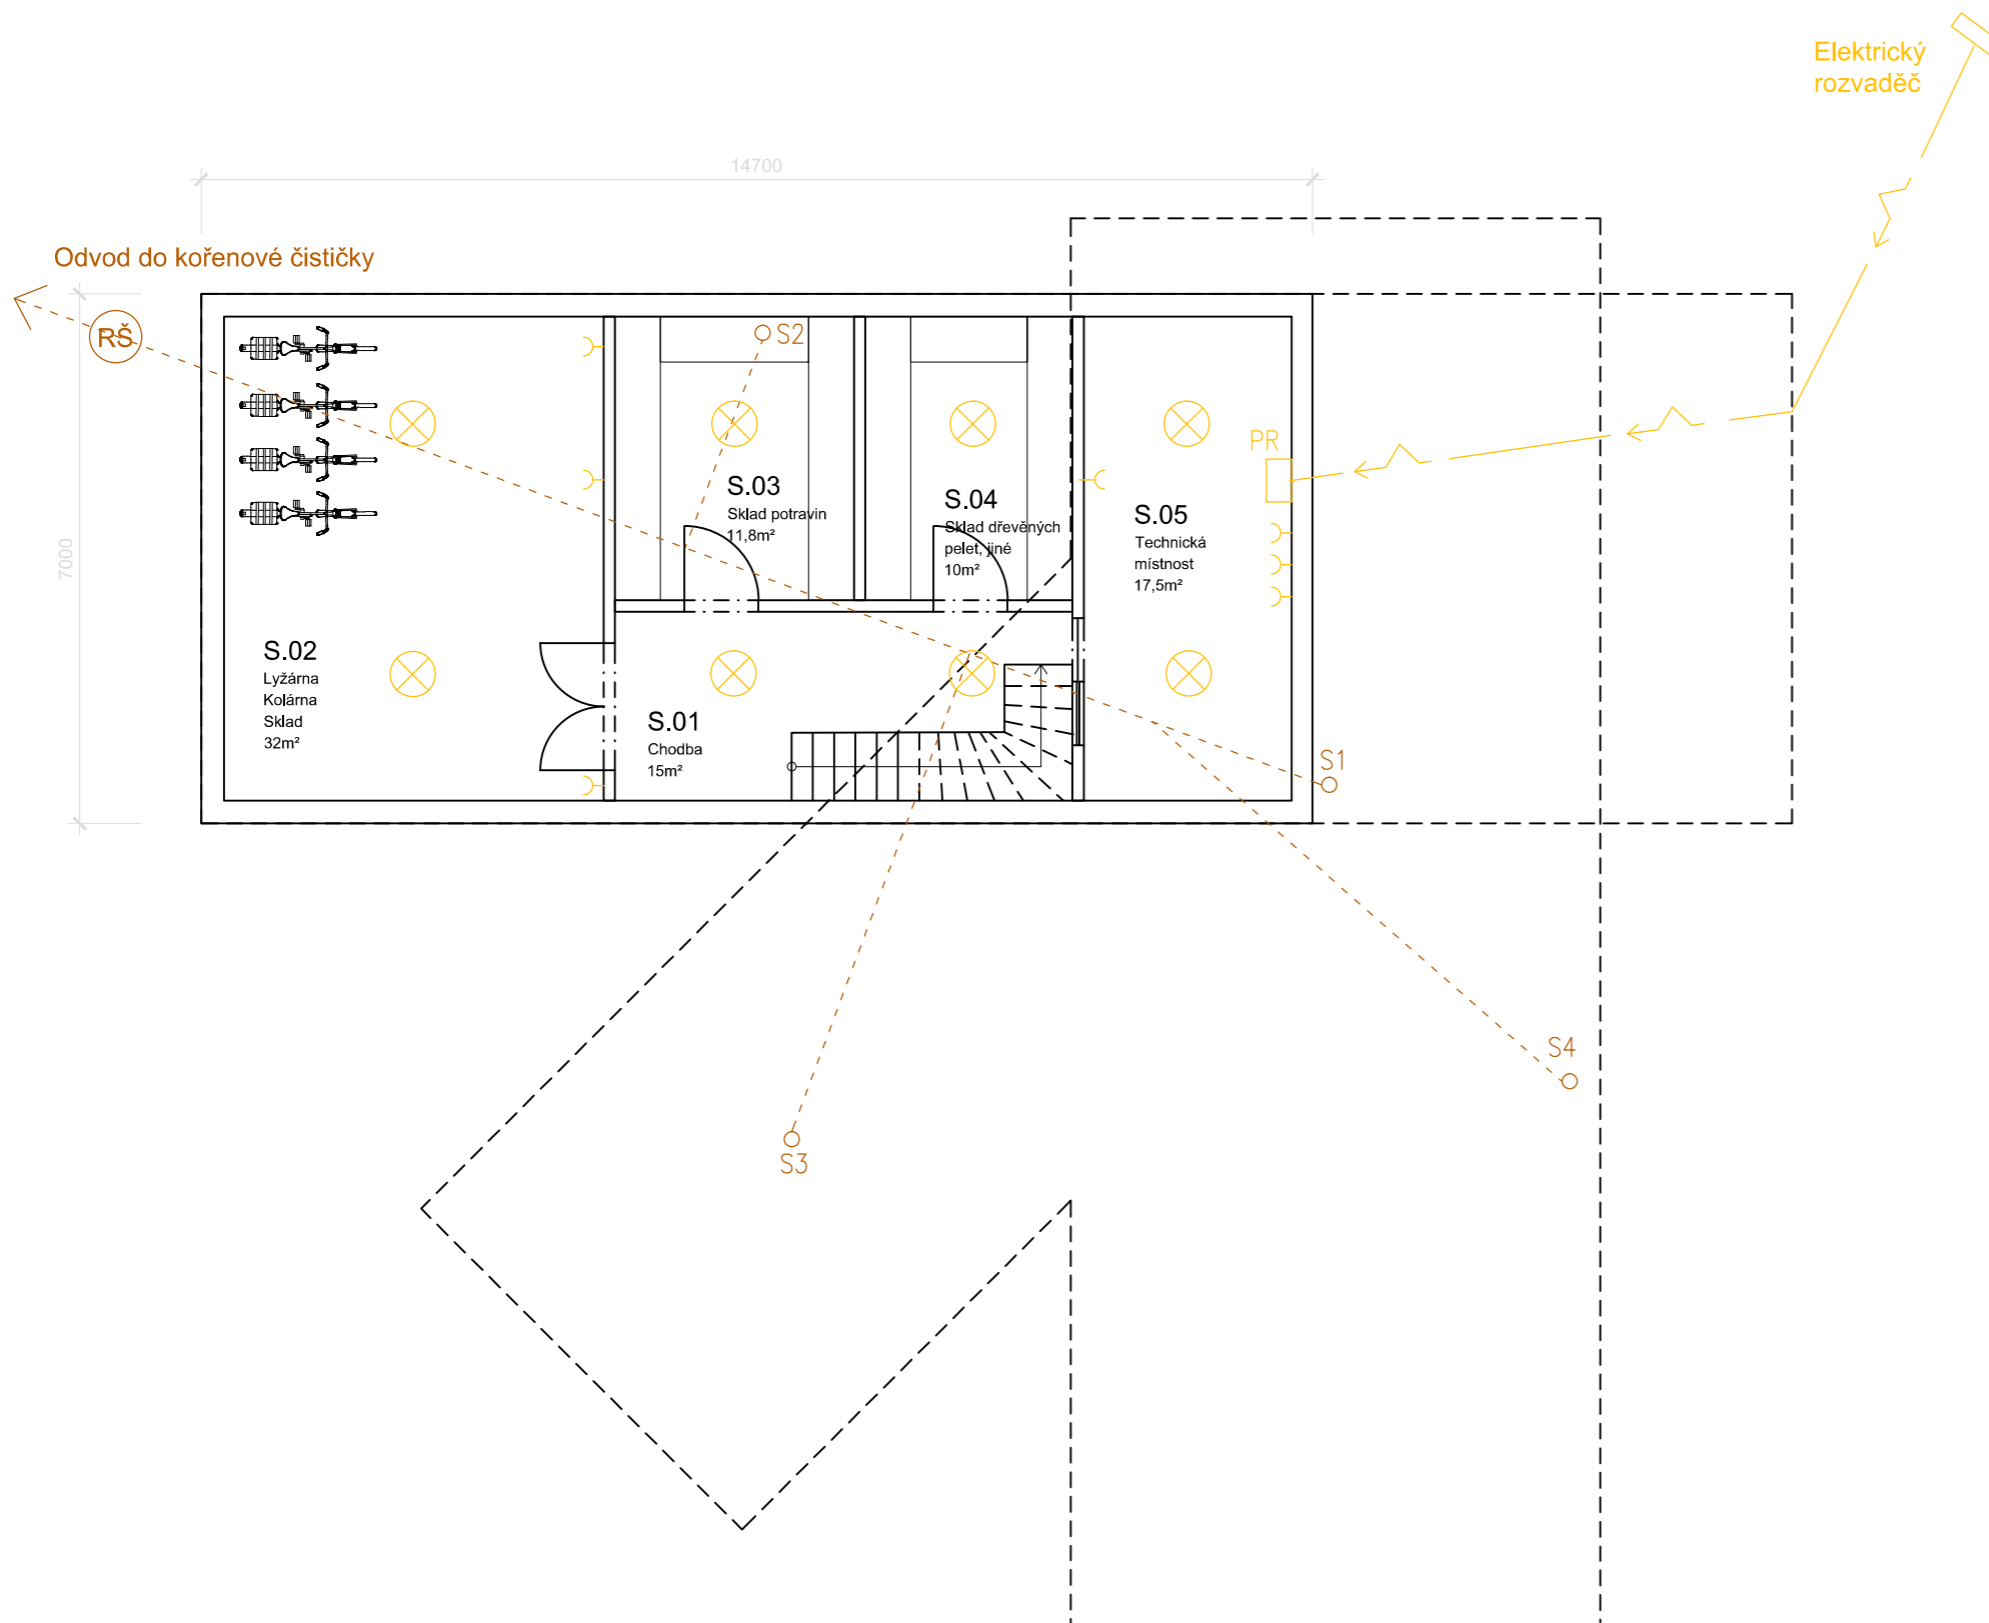 Elektrický
rozvaděč
14700
Odvod do kořenové čističky
RŠ
7000
S2
PR
S.03
Sklad potravin
11,8m²
S.04
Sklad dřevěných
pelet, jiné
10m²
S.05
Technická
místnost
17,5m²
S.02
Lyžárna
Kolárna
Sklad
32m²
S.01
Chodba
15m²
S1
S4
S3